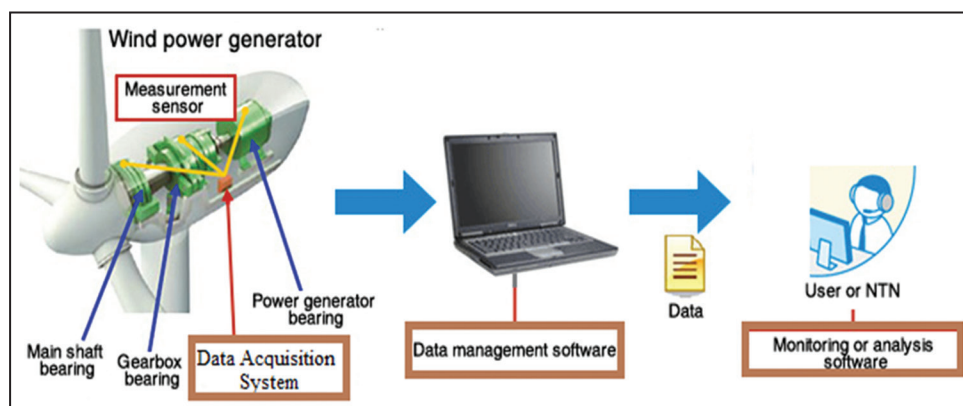 Wind power generator
Measurement
sensor
Power generator
bearing
Main shaft
bearing
Gearbox
bearing
Data Acquisition
System
Data management software
Data
User or NTN
Monitoring or analysis
software